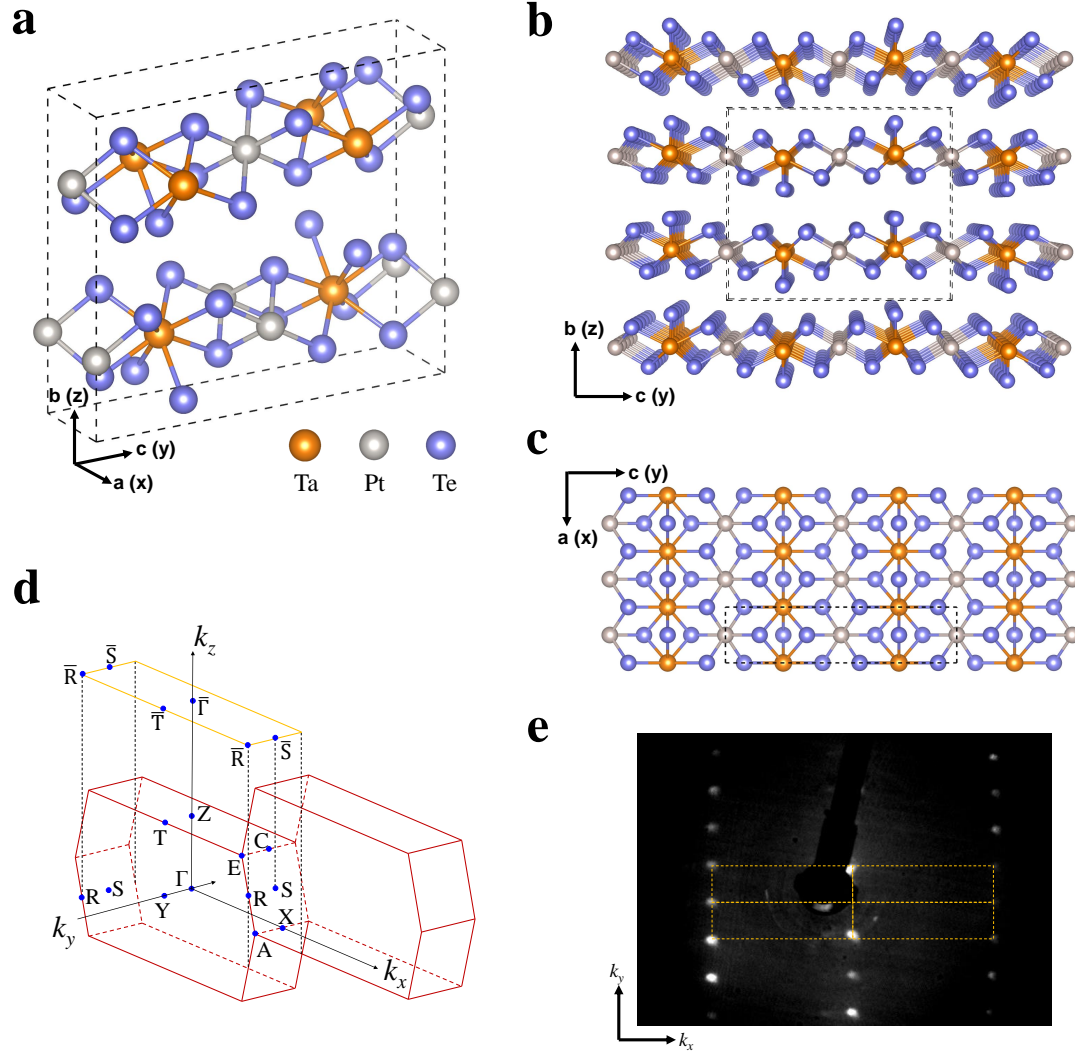 a
b (z)
c (y)
a (x)
Ta Pt Te
b
b (z)
c (y)
c
c (y)
a (x)
d
k_z
R̅ S̅
Γ̅
T̅
R̅ S̅
Z
T
C
E
Γ
R S
Y
R S
X
A
k_y
k_x
e
k_y
k_x